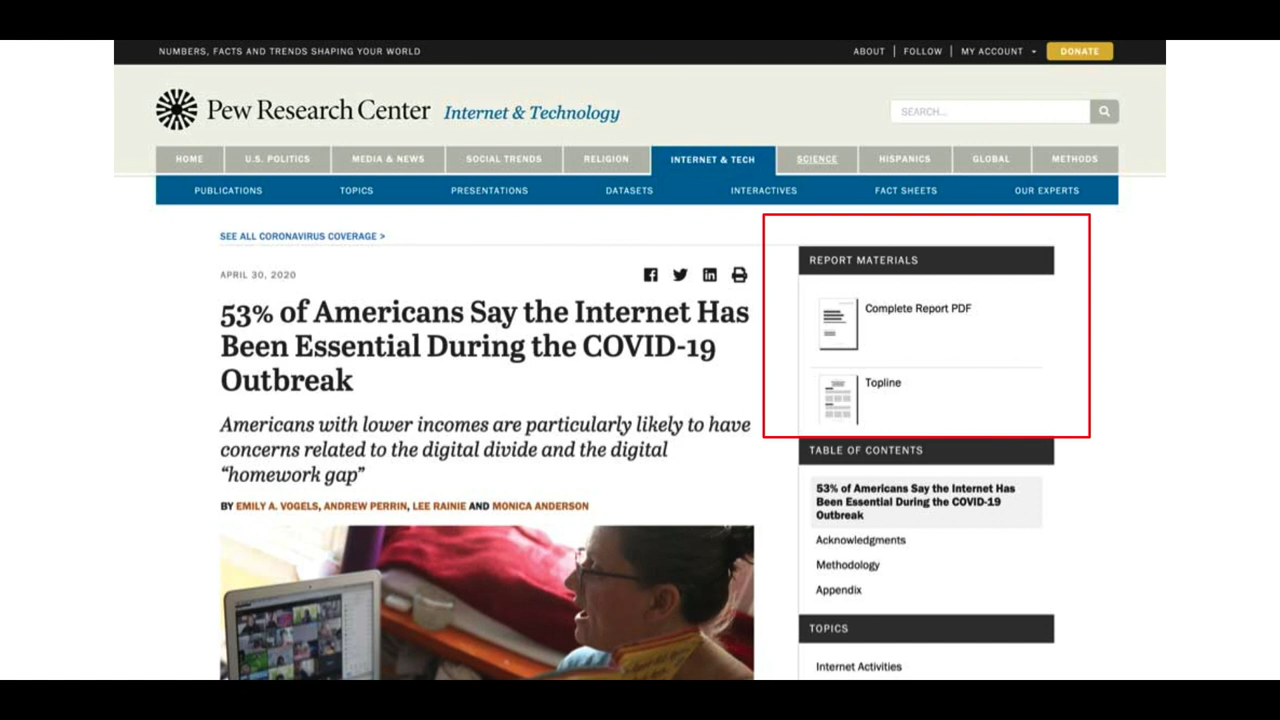 NUMBERS, FACTS AND TRENDS SHAPING YOUR WORLD
ABOUT | FOLLOW | MY ACCOUNT
DONATE
Pew Research Center Internet & Technology
SEARCH...
HOME
U.S. POLITICS
MEDIA & NEWS
SOCIAL TRENDS
RELIGION
INTERNET & TECH
SCIENCE
HISPANICS
GLOBAL
METHODS
PUBLICATIONS
TOPICS
PRESENTATIONS
DATASETS
INTERACTIVES
FACT SHEETS
OUR EXPERTS
SEE ALL CORONAVIRUS COVERAGE >
APRIL 30, 2020
53% of Americans Say the Internet Has
Been Essential During the COVID-19
Outbreak
Americans with lower incomes are particularly likely to have
concerns related to the digital divide and the digital
“homework gap”
BY EMILY A. VOGELS, ANDREW PERRIN, LEE RAINIE AND MONICA ANDERSON
REPORT MATERIALS
Complete Report PDF
Topline
TABLE OF CONTENTS
53% of Americans Say the Internet Has
Been Essential During the COVID-19
Outbreak
Acknowledgments
Methodology
Appendix
TOPICS
Internet Activities